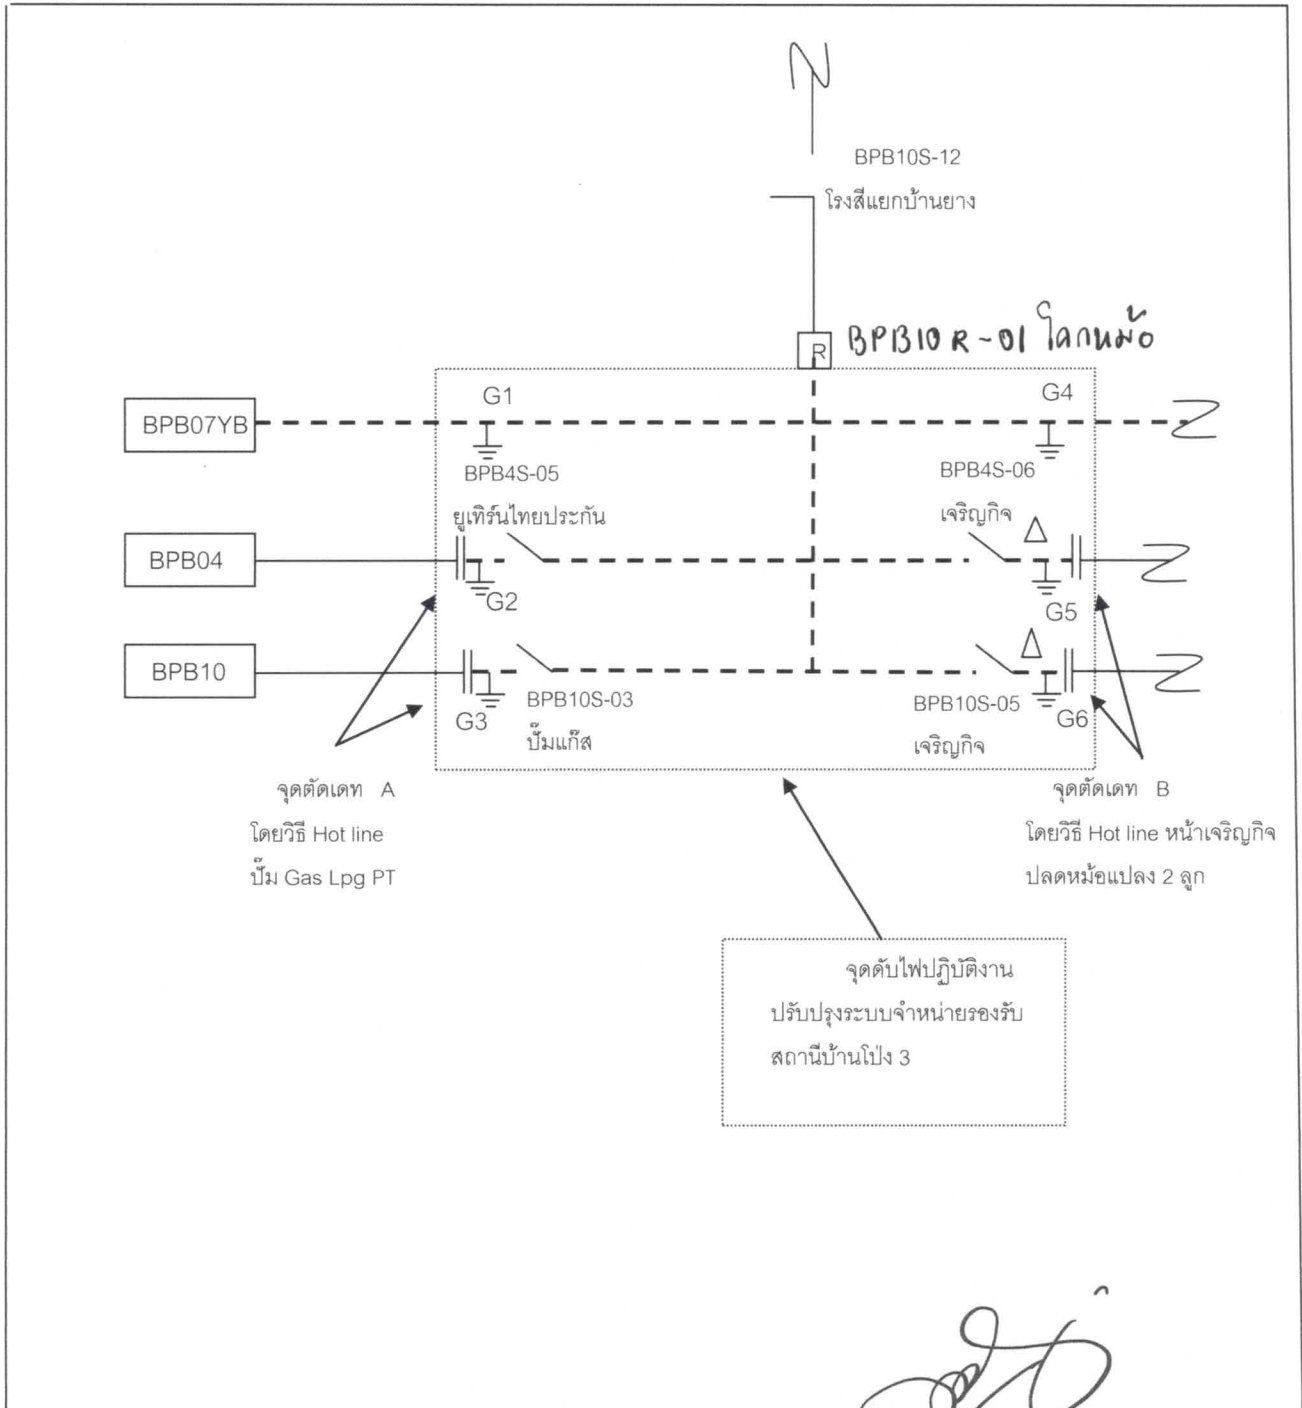 BPB10S-12
โรงสีแยกบ้านยาง
R
BPB10R-01 โคกหม้อ
G1
G4
BPB07YB
BPB4S-05
ยูเทิร์นไทยประกัน
BPB4S-06
เจริญกิจ
BPB04
G2
G5
BPB10
G3
BPB10S-03
ปั๊มแก๊ส
BPB10S-05
เจริญกิจ
G6
จุดตัดเดท A
โดยวิธี Hot line
ปั๊ม Gas Lpg PT
จุดตัดเดท B
โดยวิธี Hot line หน้าเจริญกิจ
ปลดหม้อแปลง 2 ลูก
จุดดับไฟปฏิบัติงาน
ปรับปรุงระบบจำหน่ายรองรับ
สถานีบ้านโป่ง 3